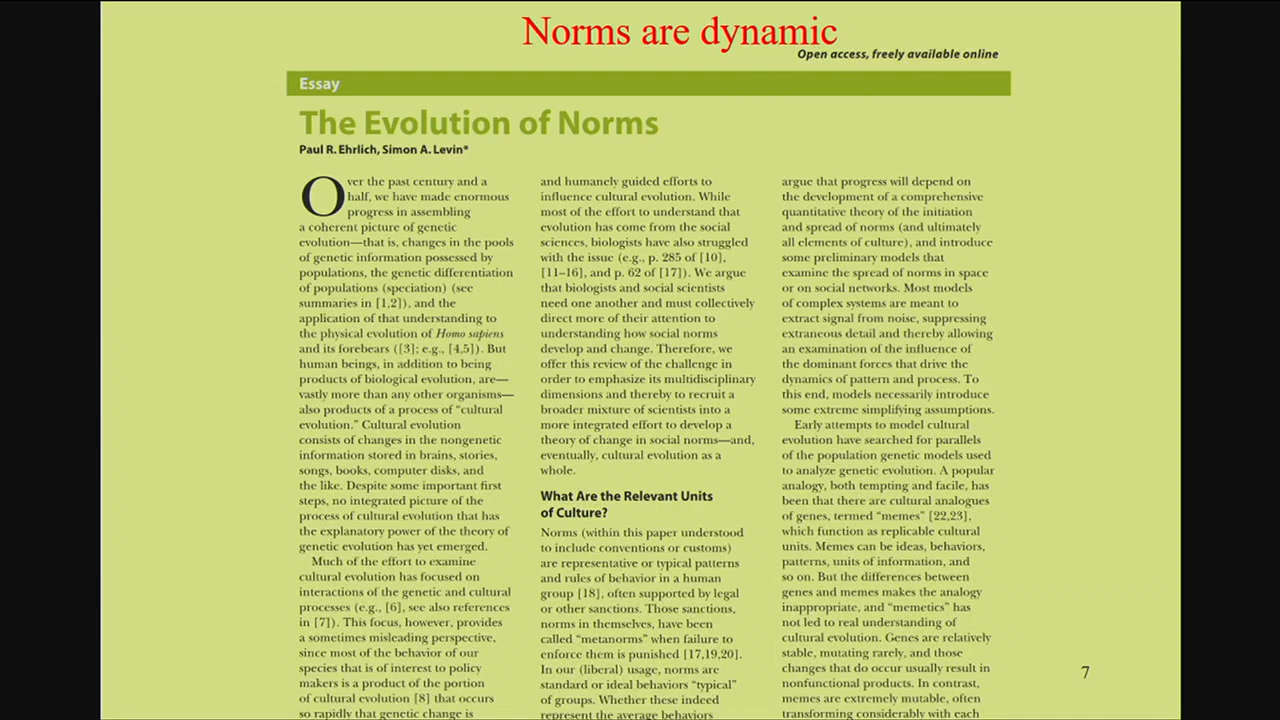 Norms are dynamic
Open access, freely available online
Essay
The Evolution of Norms
Paul R. Ehrlich, Simon A. Levin*
Over the past century and a
half, we have made enormous
progress in assembling
a coherent picture of genetic
evolution—that is, changes in the pools
of genetic information possessed by
populations, the genetic differentiation
of populations (speciation) (see
summaries in [1,2]), and the
application of that understanding to
the physical evolution of Homo sapiens
and its forebears ([3]; e.g., [4,5]). But
human beings, in addition to being
products of biological evolution, are—
vastly more than any other organisms—
also products of a process of “cultural
evolution.” Cultural evolution
consists of changes in the nongenetic
information stored in brains, stories,
songs, books, computer disks, and
the like. Despite some important first
steps, no integrated picture of the
process of cultural evolution that has
the explanatory power of the theory of
genetic evolution has yet emerged.
Much of the effort to examine
cultural evolution has focused on
interactions of the genetic and cultural
processes (e.g., [6], see also references
in [7]). This focus, however, provides
a sometimes misleading perspective,
since most of the behavior of our
species that is of interest to policy
makers is a product of the portion
of cultural evolution [8] that occurs
so rapidly that genetic change is
and humanely guided efforts to
influence cultural evolution. While
most of the effort to understand that
evolution has come from the social
sciences, biologists have also struggled
with the issue (e.g., p. 285 of [10],
[11–16], and p. 62 of [17]). We argue
that biologists and social scientists
need one another and must collectively
direct more of their attention to
understanding how social norms
develop and change. Therefore, we
offer this review of the challenge in
order to emphasize its multidisciplinary
dimensions and thereby to recruit a
broader mixture of scientists into a
more integrated effort to develop a
theory of change in social norms—and,
eventually, cultural evolution as a
whole.
What Are the Relevant Units
of Culture?
Norms (within this paper understood
to include conventions or customs)
are representative or typical patterns
and rules of behavior in a human
group [18], often supported by legal
or other sanctions. Those sanctions,
norms in themselves, have been
called “metanorms” when failure to
enforce them is punished [17,19,20].
In our (liberal) usage, norms are
standard or ideal behaviors “typical”
of groups. Whether these indeed
represent the average behaviors
argue that progress will depend on
the development of a comprehensive
quantitative theory of the initiation
and spread of norms (and ultimately
all elements of culture), and introduce
some preliminary models that
examine the spread of norms in space
or on social networks. Most models
of complex systems are meant to
extract signal from noise, suppressing
extraneous detail and thereby allowing
an examination of the influence of
the dominant forces that drive the
dynamics of pattern and process. To
this end, models necessarily introduce
some extreme simplifying assumptions.
Early attempts to model cultural
evolution have searched for parallels
of the population genetic models used
to analyze genetic evolution. A popular
analogy, both tempting and facile, has
been that there are cultural analogues
of genes, termed “memes” [22,23],
which function as replicable cultural
units. Memes can be ideas, behaviors,
patterns, units of information, and
so on. But the differences between
genes and memes makes the analogy
inappropriate, and “memetics” has
not led to real understanding of
cultural evolution. Genes are relatively
stable, mutating rarely, and those
changes that do occur usually result in
nonfunctional products. In contrast,
memes are extremely mutable, often
transforming considerably with each
7